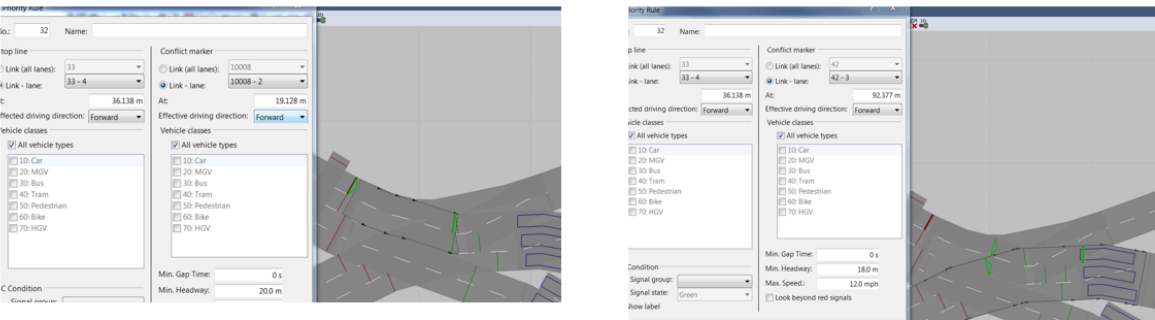 Priority Rule
No.: 32 Name:
top line
Link (all lanes): 33
Link - lane: 33 - 4
At: 36.138 m
ffected driving direction: Forward
Vehicle classes
All vehicle types
10: Car
20: MGV
30: Bus
40: Tram
50: Pedestrian
60: Bike
70: HGV
C Condition
Signal group:
Conflict marker
Link (all lanes): 10008
Link - lane: 10008 - 2
At: 19.128 m
Effective driving direction: Forward
Vehicle classes
All vehicle types
10: Car
20: MGV
30: Bus
40: Tram
50: Pedestrian
60: Bike
70: HGV
Min. Gap Time: 0 s
Min. Headway: 20.0 m
Priority Rule
32 Name:
p line
ink (all lanes): 33
ink - lane: 33 - 4
36.138 m
cted driving direction: Forward
icle classes
All vehicle types
10: Car
20: MGV
30: Bus
40: Tram
50: Pedestrian
60: Bike
70: HGV
Condition
Signal group:
Signal state: Green
how label
Conflict marker
Link (all lanes): 42
Link - lane: 42 - 3
At: 92.377 m
Effective driving direction: Forward
Vehicle classes
All vehicle types
10: Car
20: MGV
30: Bus
40: Tram
50: Pedestrian
60: Bike
70: HGV
Min. Gap Time: 0 s
Min. Headway: 18.0 m
Max. Speed.: 12.0 mph
Look beyond red signals